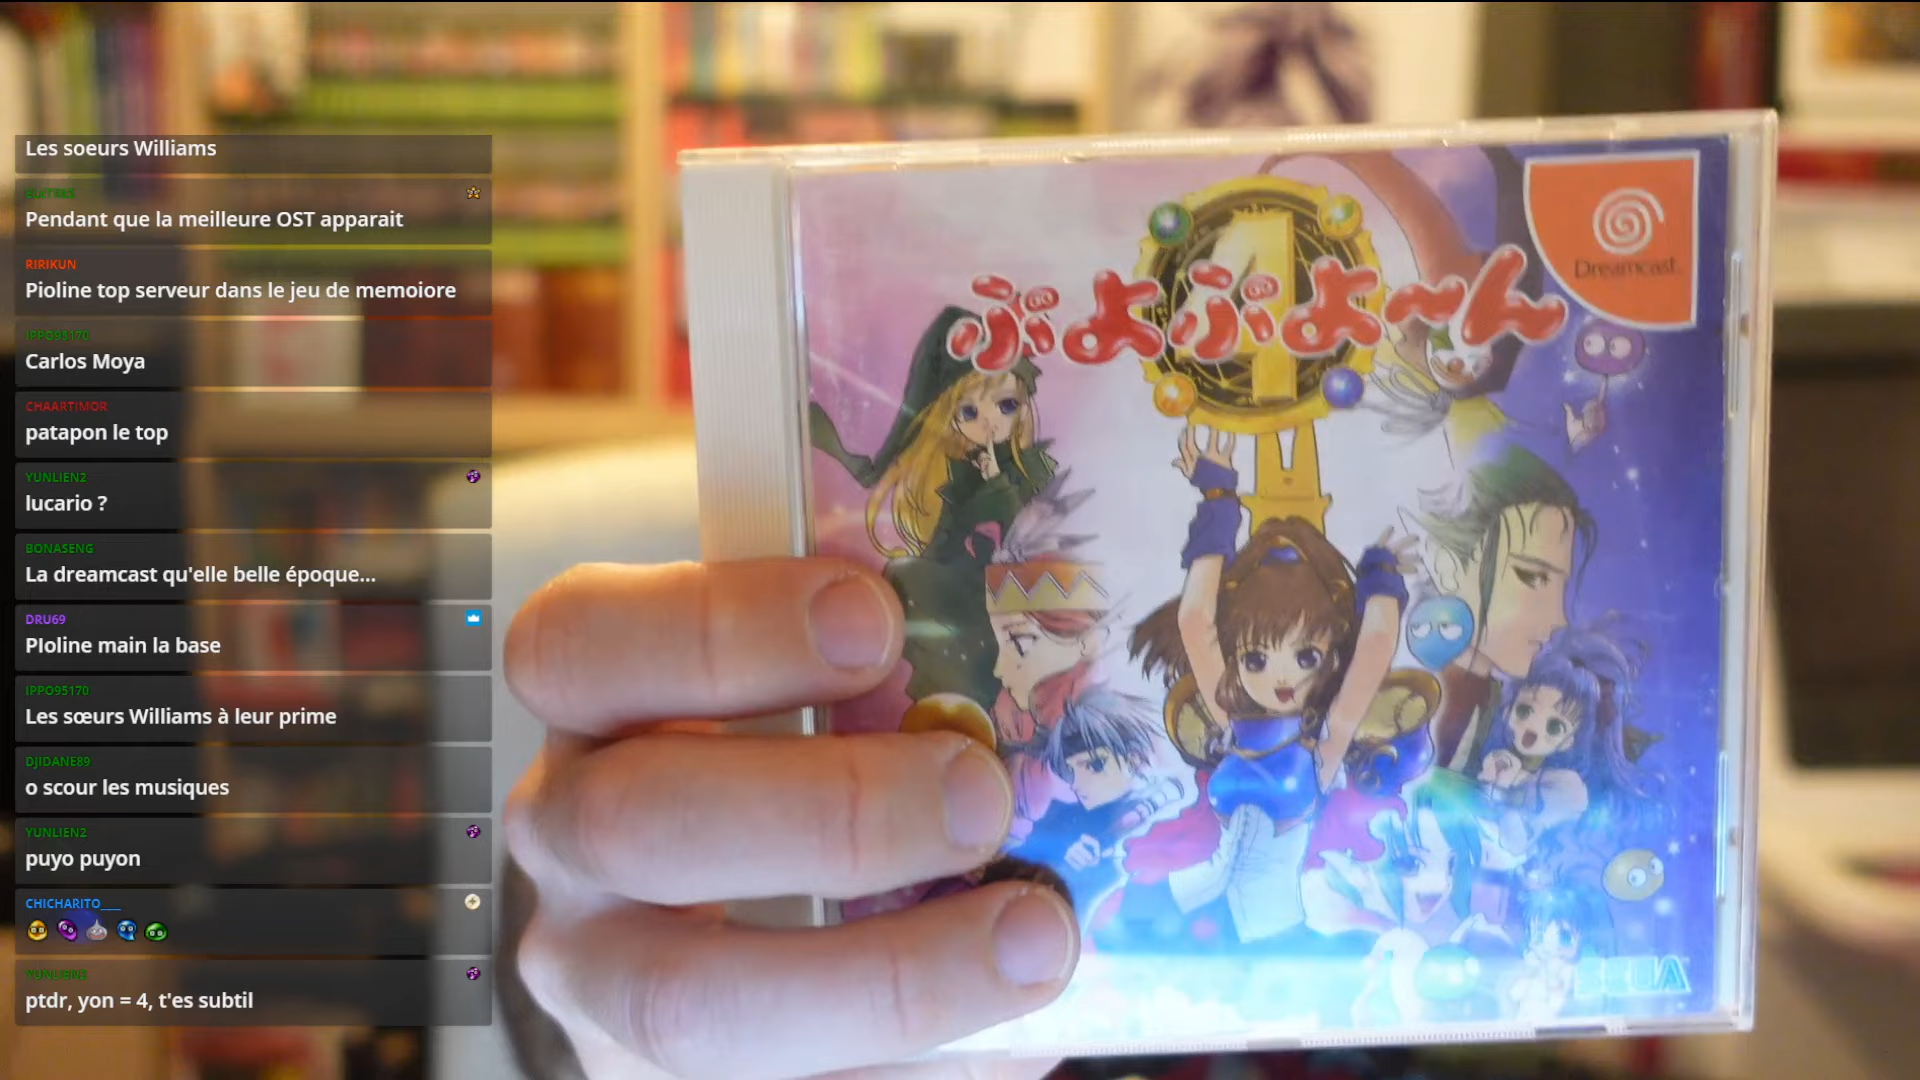 Les soeurs Williams
Pendant que la meilleure OST apparait
RIRIKUN
Pioline top serveur dans le jeu de memoiore
IPPO95170
Carlos Moya
CHAARTIMOR
patapon le top
YUNLIEN2
lucario ?
BONASENG
La dreamcast qu'elle belle époque...
DRU69
PIoline main la base
IPPO95170
Les sœurs Williams à leur prime
DJIDANE89
o scour les musiques
YUNLIEN2
puyo puyon
CHICHARITO___
YUNLIEN2
ptdr, yon = 4, t'es subtil
4
ぷよぷよ〜ん
Dreamcast
SEGA